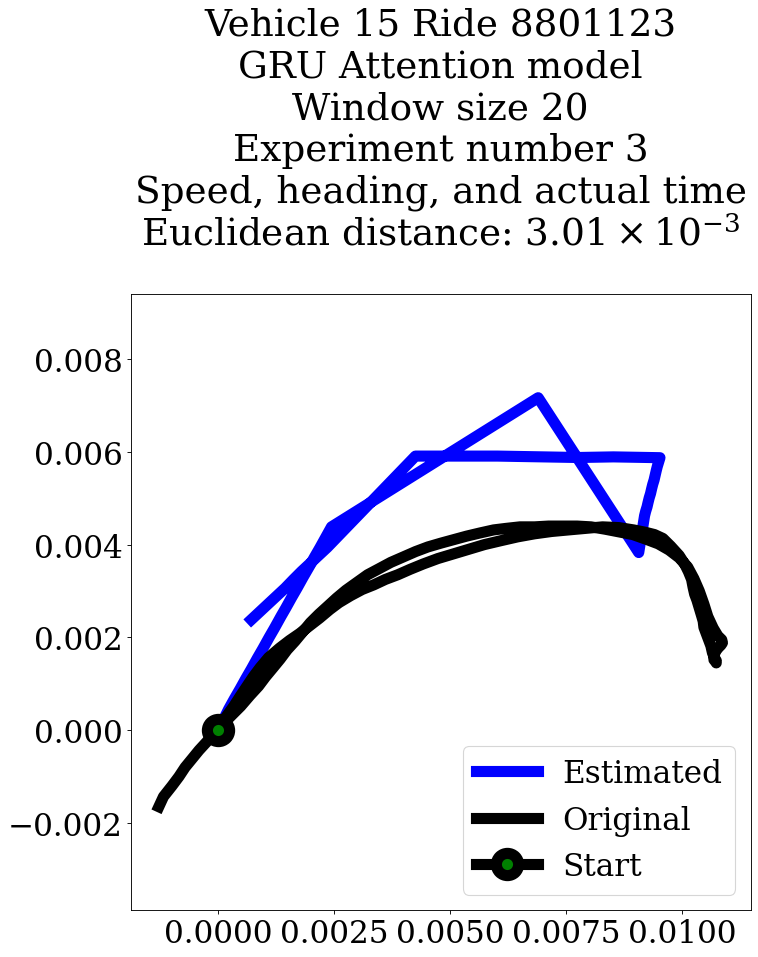 Vehicle 15 Ride 8801123
GRU Attention model
Window size 20
Experiment number 3
Speed, heading, and actual time
Euclidean distance: 3.01 × 10⁻³
0.008
0.006
0.004
0.002
0.000
−0.002
Estimated
Original
Start
0.0000 0.0025 0.0050 0.0075 0.0100